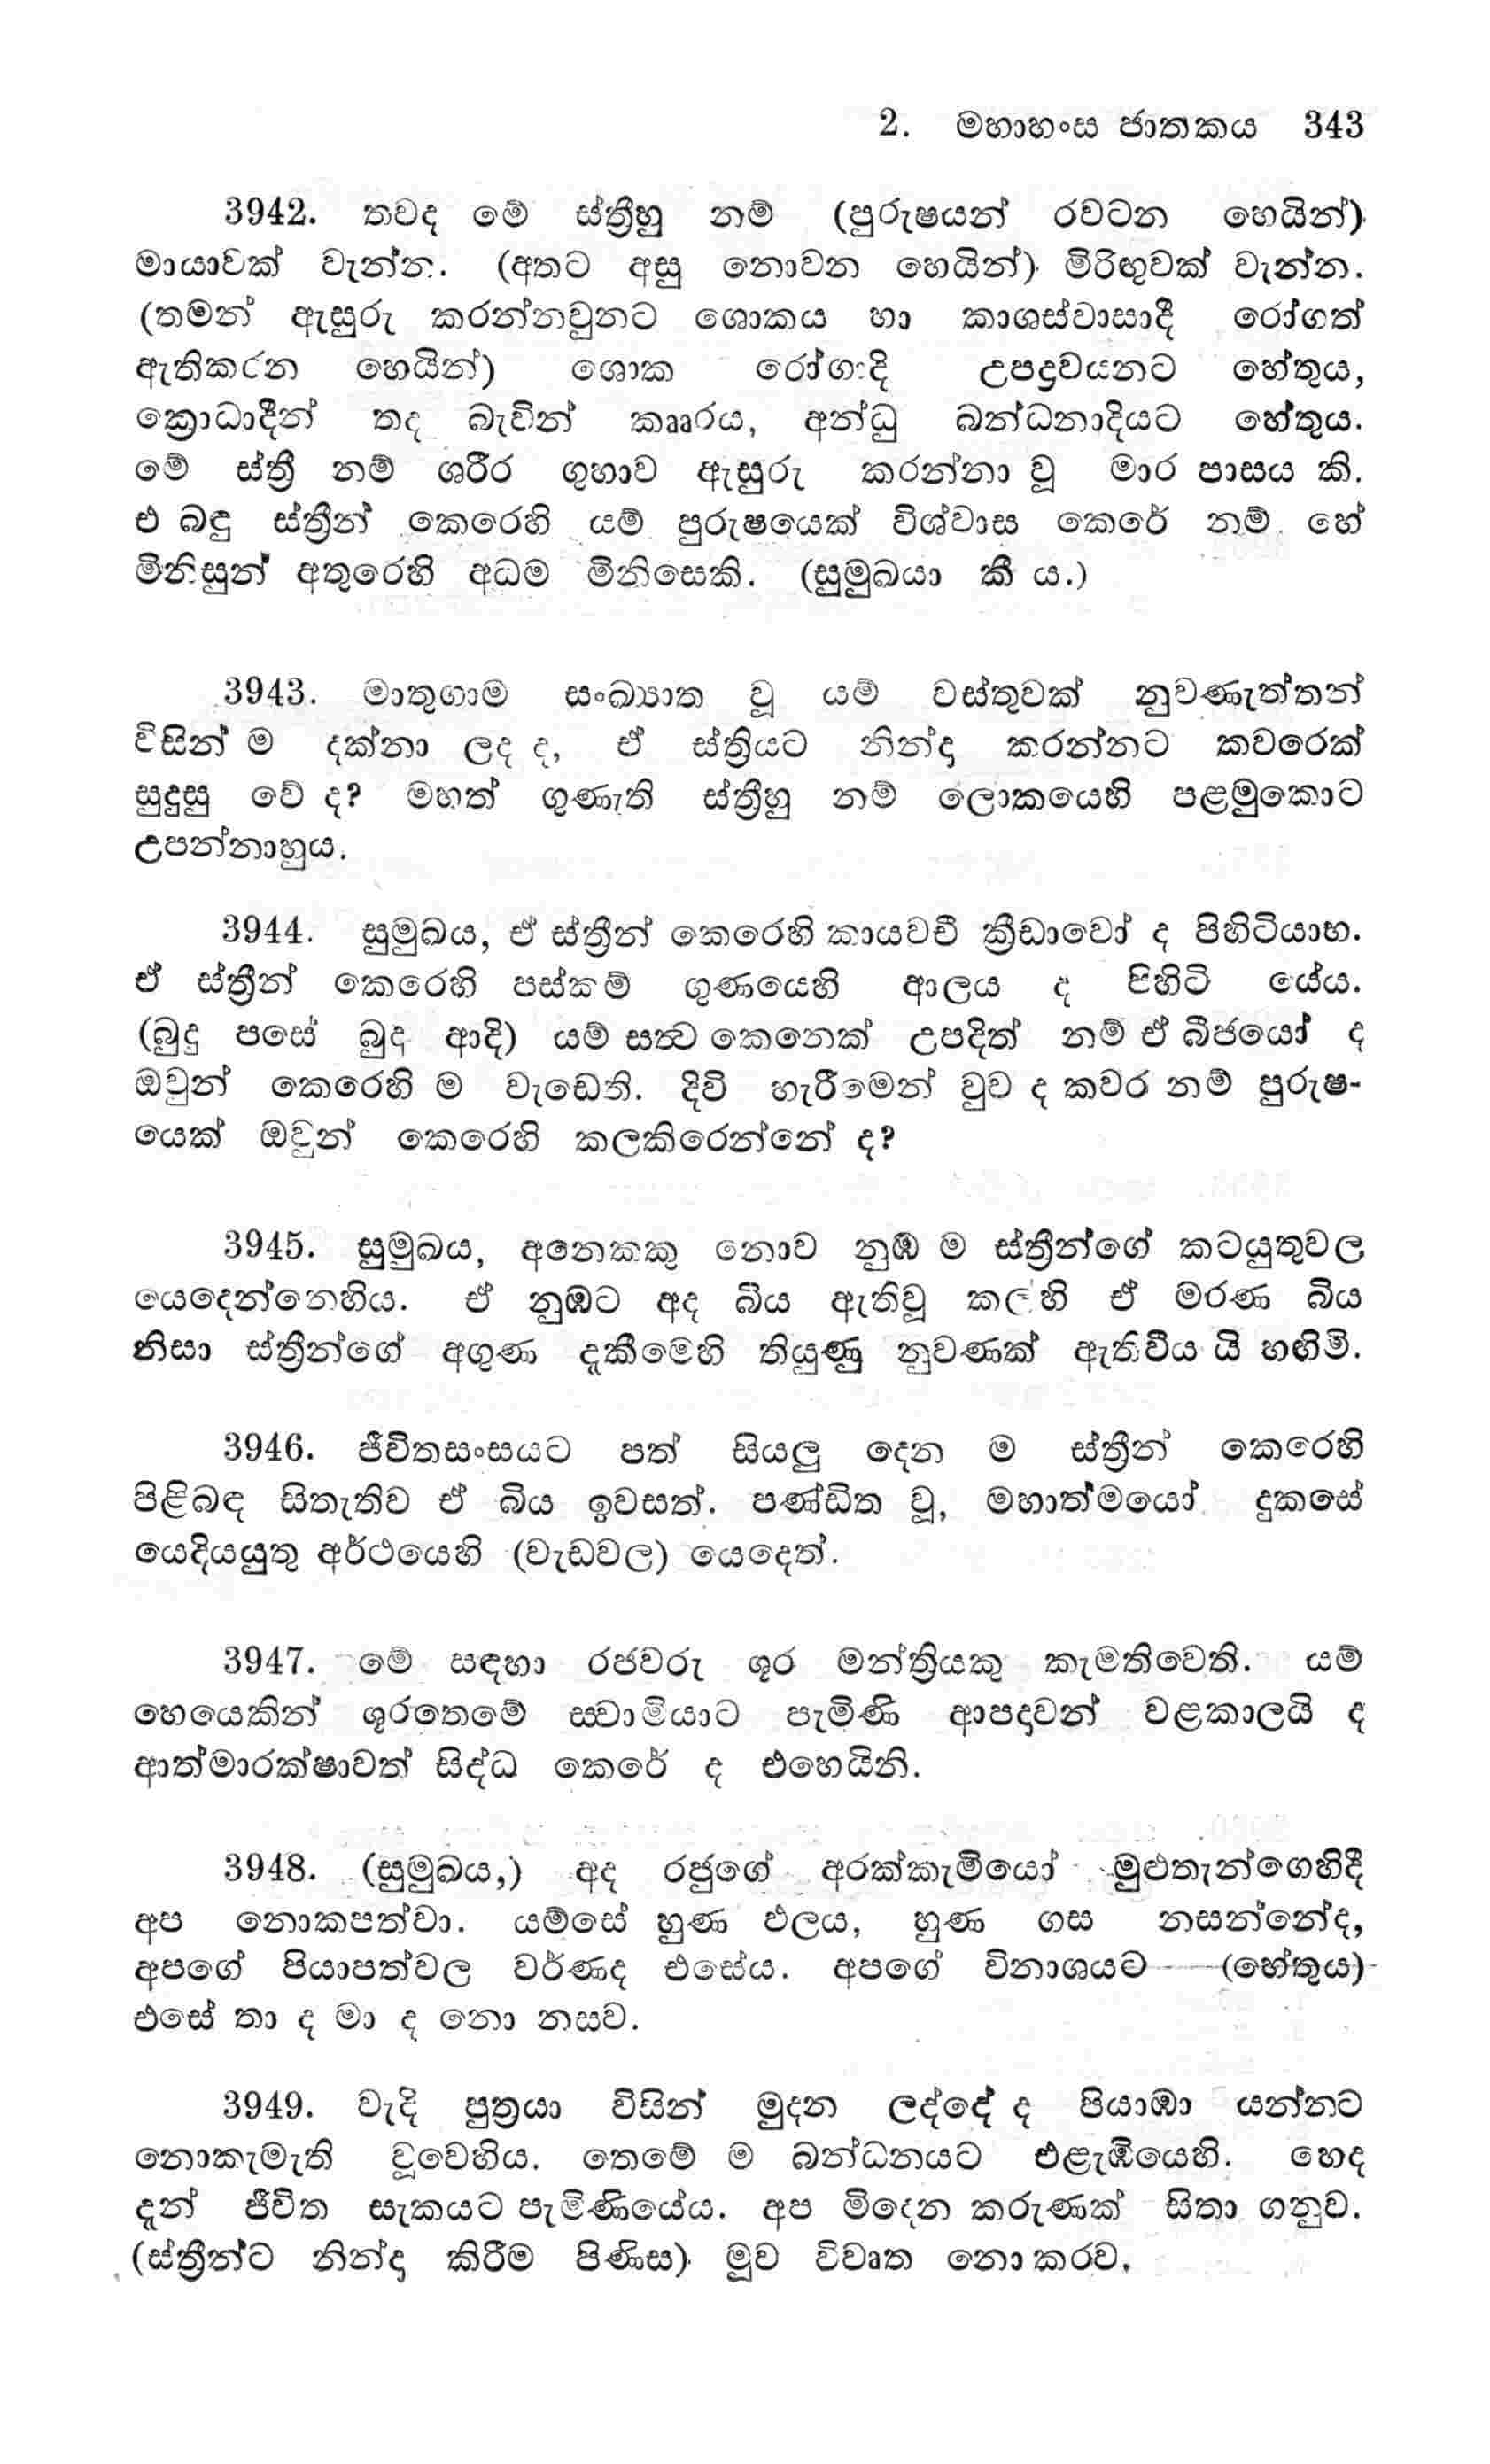 2. මහාහංස ජාතකය 343
3942. තවද මේ ස්ත්‍රීහු නම් (පුරුෂයන් රවටන හෙයින්)
මායාවක් වැන්න. (අතට අසු නොවන හෙයින්) මිරිඟුවක් වැන්න.
(තමන් ඇසුරු කරන්නවුනට ශොකය හා කාශස්වාසාදී රෝගත්
ඇතිකරන හෙයින්) ශොක රෝගාදි උපද්‍රවයනට හේතුය,
ක්‍රොධාදීන් තද බැවින් කෲරය, අන්ධු බන්ධනාදියට හේතුය.
මේ ස්ත්‍රී නම් ශරීර ගුහාව ඇසුරු කරන්නා වූ මාර පාසය කි.
එ බඳු ස්ත්‍රීන් කෙරෙහි යම් පුරුෂයෙක් විශ්වාස කෙරේ නම් හේ
මිනිසුන් අතුරෙහි අධම මිනිසෙකි. (සුමුඛයා කී ය.)
3943. මාතුගාම සංඛ්‍යාත වූ යම් වස්තුවක් නුවණැත්තන්
විසින් ම දක්නා ලද ද, ඒ ස්ත්‍රියට නින්දා කරන්නට කවරෙක්
සුදුසු වේ ද? මහත් ගුණැති ස්ත්‍රීහු නම් ලොකයෙහි පළමුකොට
උපන්නාහුය.
3944. සුමුඛය, ඒ ස්ත්‍රීන් කෙරෙහි කායවචී ක්‍රීඩාවෝ ද පිහිටියාහ.
ඒ ස්ත්‍රීන් කෙරෙහි පස්කම් ගුණයෙහි ආලය ද පිහිටි යේය.
(බුදු පසේ බුදු ආදි) යම් සත්‍ව කෙනෙක් උපදිත් නම් ඒ බීජයෝ ද
ඔවුන් කෙරෙහි ම වැඩෙති. දිවි හැරීමෙන් වුව ද කවර නම් පුරුෂ-
යෙක් ඔවුන් කෙරෙහි කලකිරෙන්නේ ද?
3945. සුමුඛය, අනෙකකු නොව නුඹ ම ස්ත්‍රීන්ගේ කටයුතුවල
යෙදෙන්නෙහිය. ඒ නුඹට අද බිය ඇතිවූ කල්හි ඒ මරණ බිය
නිසා ස්ත්‍රීන්ගේ අගුණ දැකීමෙහි තියුණු නුවණක් ඇතිවීය යි හඟිමි.
3946. ජීවිතසංසයට පත් සියලු දෙන ම ස්ත්‍රීන් කෙරෙහි
පිළිබඳ සිතැතිව ඒ බිය ඉවසත්. පණ්ඩිත වූ, මහාත්මයෝ දුකසේ
යෙදියයුතු අර්ථයෙහි (වැඩවල) යෙදෙත්.
3947. මේ සඳහා රජවරු ශූර මන්ත්‍රියකු කැමතිවෙති. යම්
හෙයෙකින් ශූරතෙමේ ස්වාමියාට පැමිණි ආපදාවන් වළකාලයි ද
ආත්මාරක්ෂාවත් සිද්ධ කෙරේ ද එහෙයිනි.
3948. (සුමුඛය,) අද රජුගේ අරක්කැමියෝ මුළුතැන්ගෙහිදී
අප නොකපත්වා. යම්සේ හුණ ඵලය, හුණ ගස නසන්නේද,
අපගේ පියාපත්වල වර්ණද එසේය. අපගේ විනාශයට (හේතුය)
එසේ තා ද මා ද නො නසව.
3949. වැදි පුත්‍රයා විසින් මුදන ලද්දේ ද පියාඹා යන්නට
නොකැමැති වූවෙහිය. තෙමේ ම බන්ධනයට එළැඹියෙහි. හෙද
දැන් ජීවිත සැකයට පැමිණියේය. අප මිදෙන කරුණක් සිතා ගනුව.
(ස්ත්‍රීන්ට නින්දා කිරීම පිණිස) මූව විවෘත නොකරව.